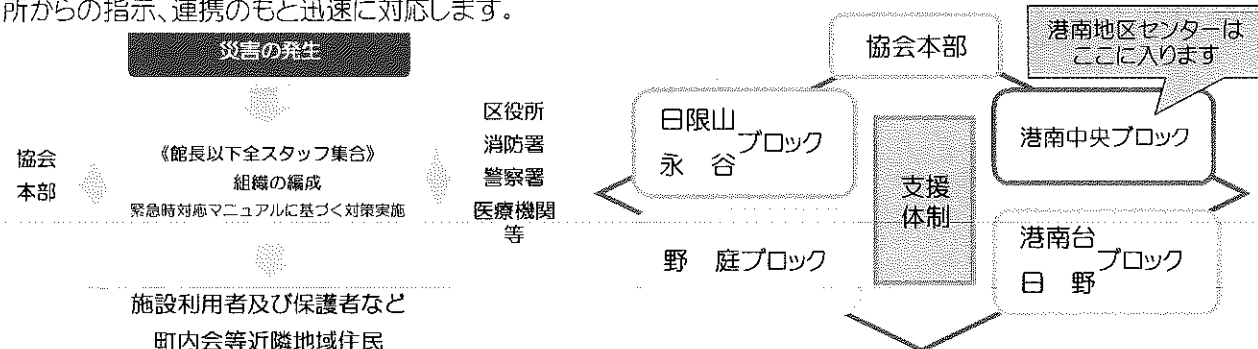 所からの指示、連携のもと迅速に対応します。
災害の発生
協会
本部
《館長以下全スタッフ集合》
組織の編成
緊急時対応マニュアルに基づく対策実施
区役所
消防署
警察署
医療機関
等
施設利用者及び保護者など
町内会等近隣地域住民
協会本部
港南地区センターは
ここに入ります
日限山
永 谷
ブロック
港南中央ブロック
支援
体制
野 庭ブロック
港南台
日 野
ブロック